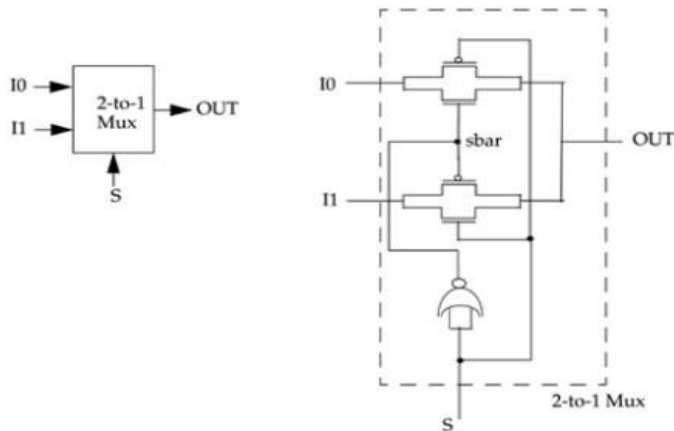 I0
I1
2-to-1
Mux
OUT
S
I0
sbar
OUT
I1
S
2-to-1 Mux